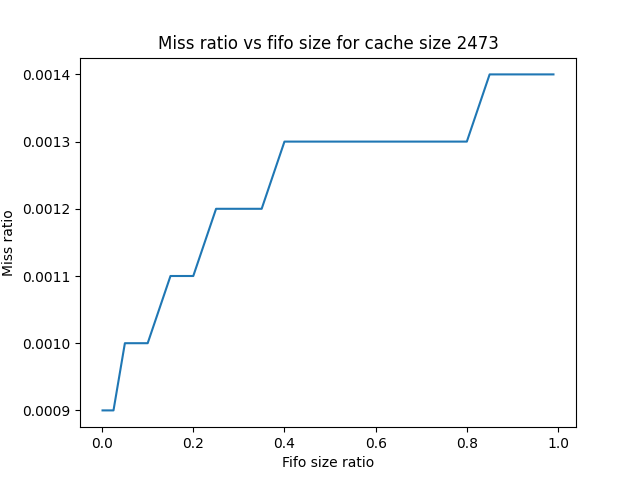 Miss ratio vs fifo size for cache size 2473
0.0014
0.0013
0.0012
0.0011
0.0010
0.0009
Miss ratio
0.0 0.2 0.4 0.6 0.8 1.0
Fifo size ratio